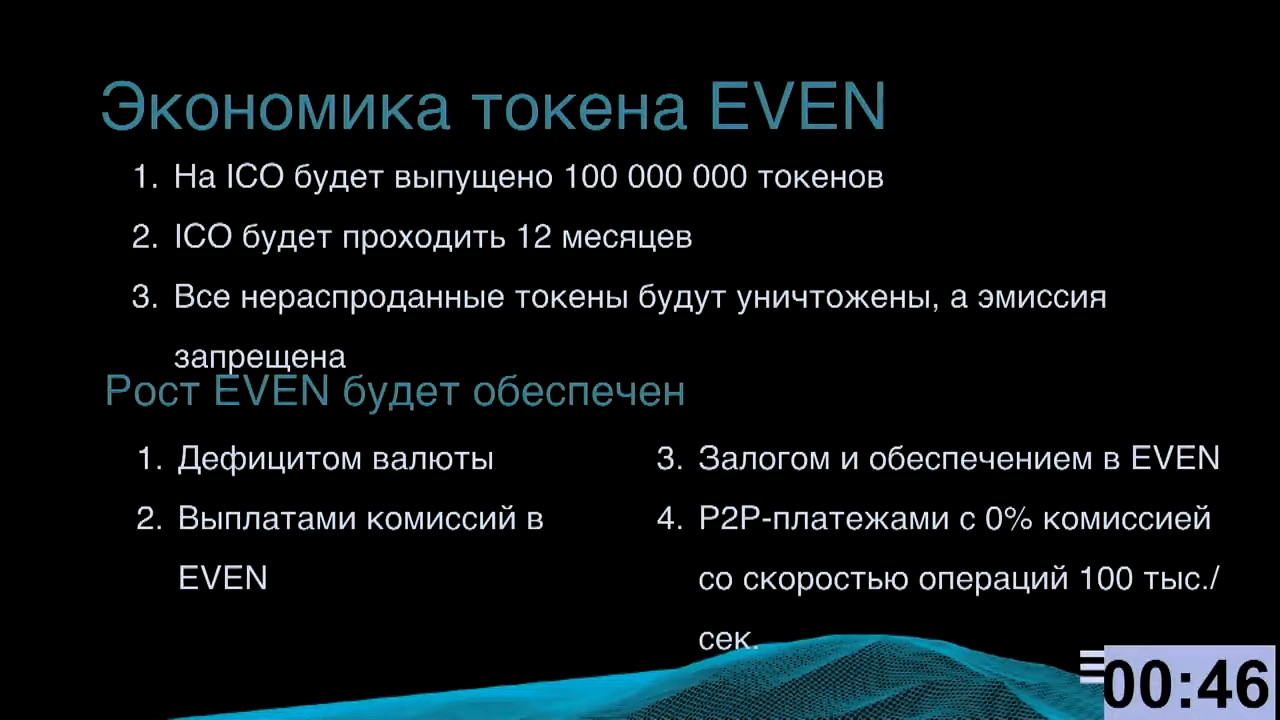 Экономика токена EVEN
1. На ICO будет выпущено 100 000 000 токенов
2. ICO будет проходить 12 месяцев
3. Все нераспроданные токены будут уничтожены, а эмиссия
запрещена
Рост EVEN будет обеспечен
1. Дефицитом валюты
2. Выплатами комиссий в
EVEN
3. Залогом и обеспечением в EVEN
4. P2P-платежами с 0% комиссией
со скоростью операций 100 тыс./
сек.
00:46